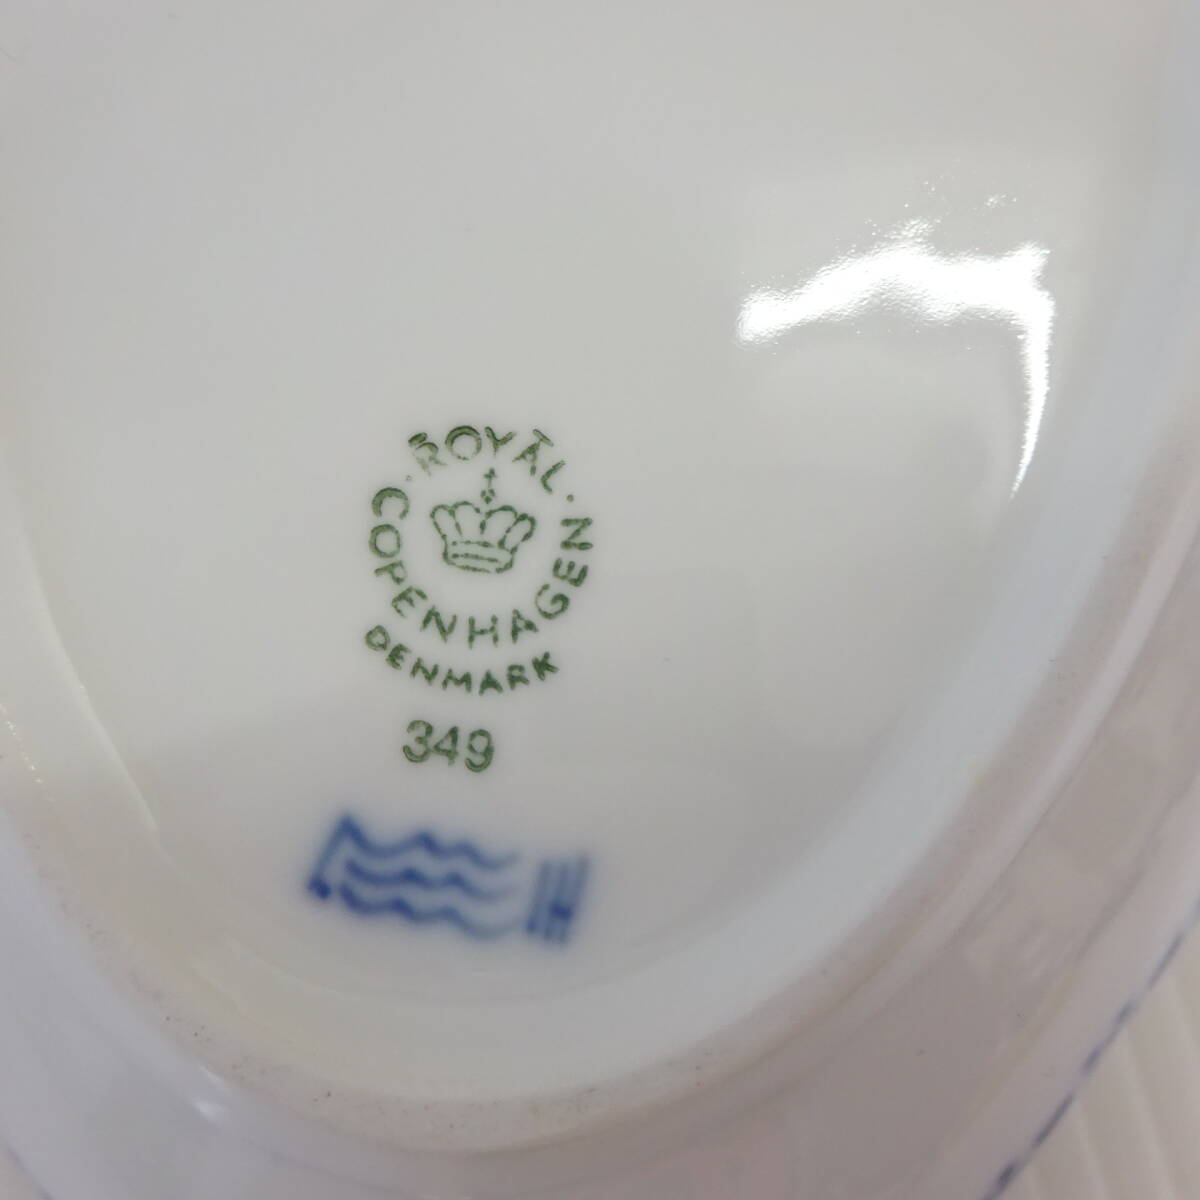 ROYAL
COPENHAGEN
DENMARK
349